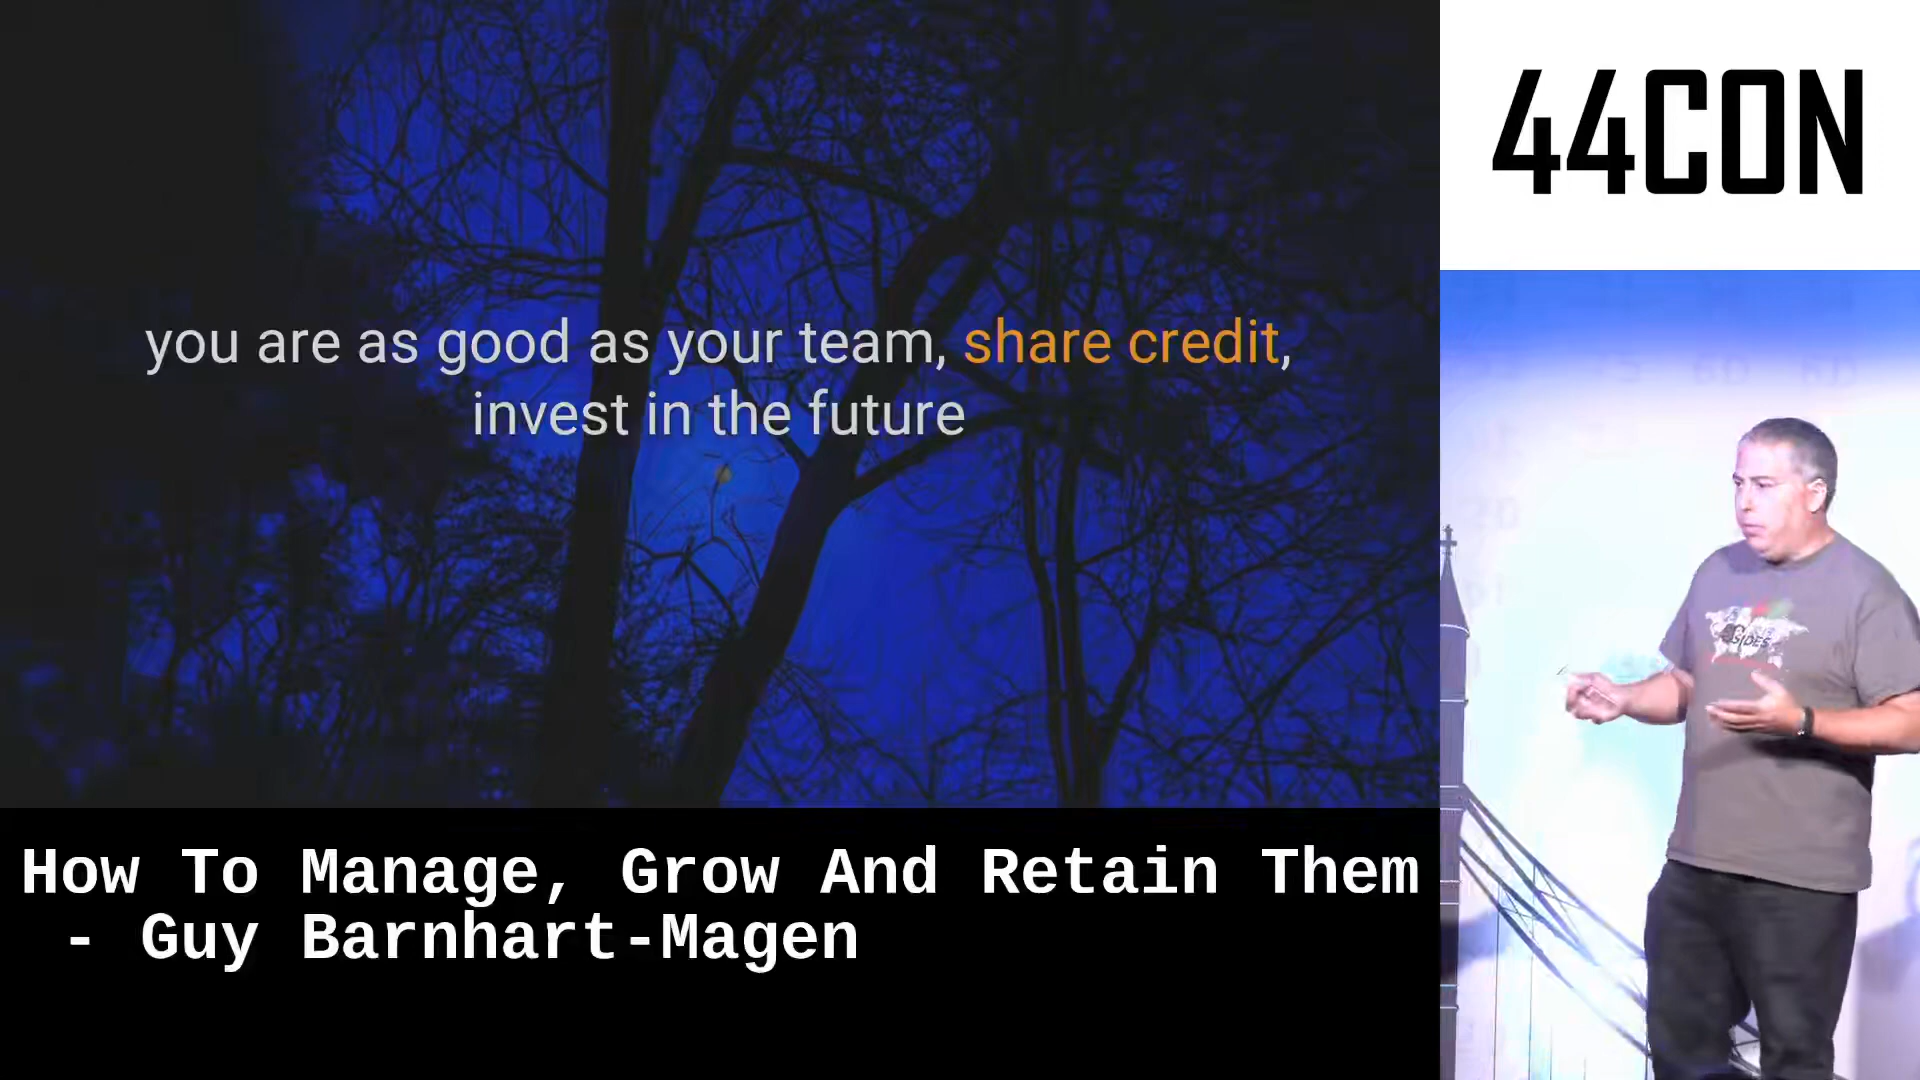 you are as good as your team, share credit,
invest in the future
44CON
SIDES
How To Manage, Grow And Retain Them
- Guy Barnhart-Magen